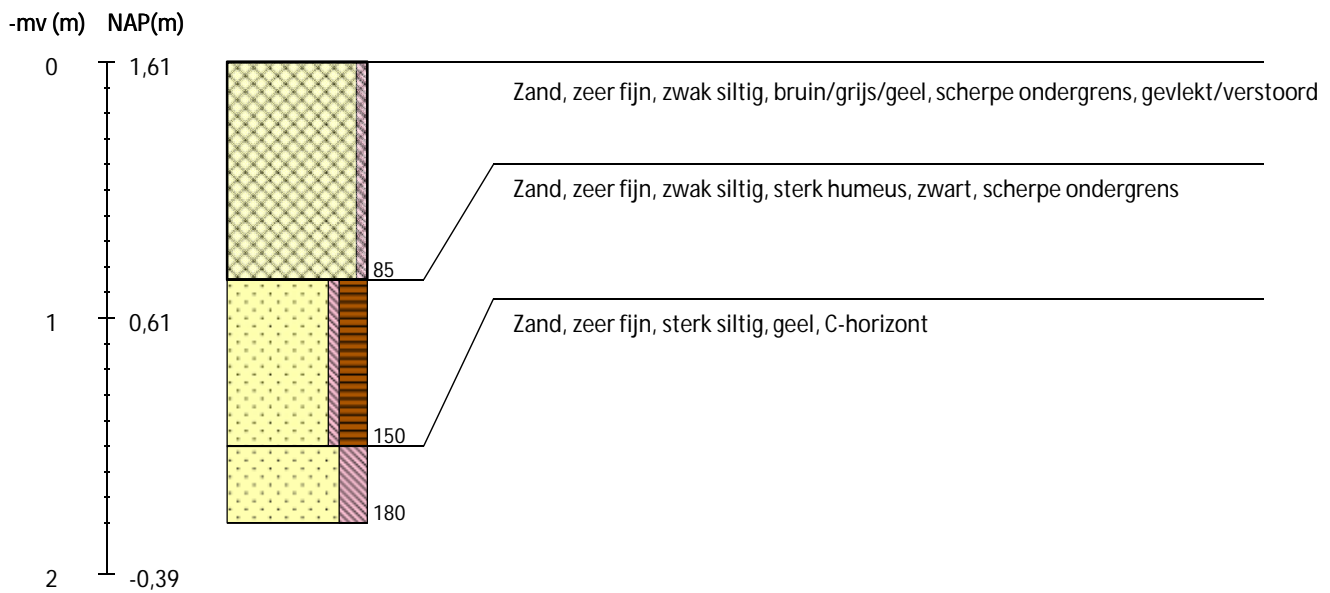 -mv (m) NAP(m)
0 1,61
Zand, zeer fijn, zwak siltig, bruin/grijs/geel, scherpe ondergrens, gevlekt/verstoord
Zand, zeer fijn, zwak siltig, sterk humeus, zwart, scherpe ondergrens
85
1 0,61
Zand, zeer fijn, sterk siltig, geel, C-horizont
150
180
2 -0,39